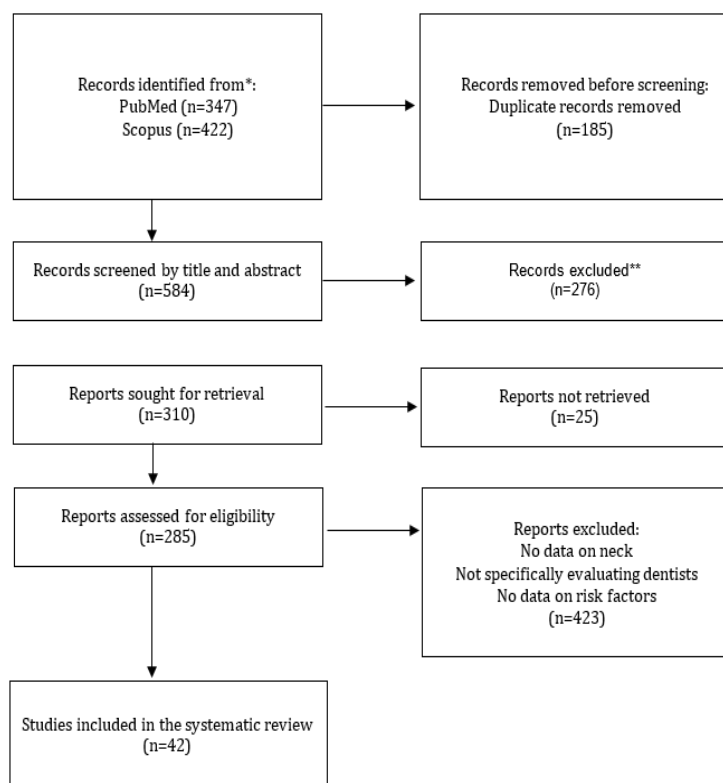 Records identified from*:
PubMed (n=347)
Scopus (n=422)
Records removed before screening:
Duplicate records removed
(n=185)
Records screened by title and abstract
(n=584)
Records excluded**
(n=276)
Reports sought for retrieval
(n=310)
Reports not retrieved
(n=25)
Reports assessed for eligibility
(n=285)
Reports excluded:
No data on neck
Not specifically evaluating dentists
No data on risk factors
(n=423)
Studies included in the systematic review
(n=42)